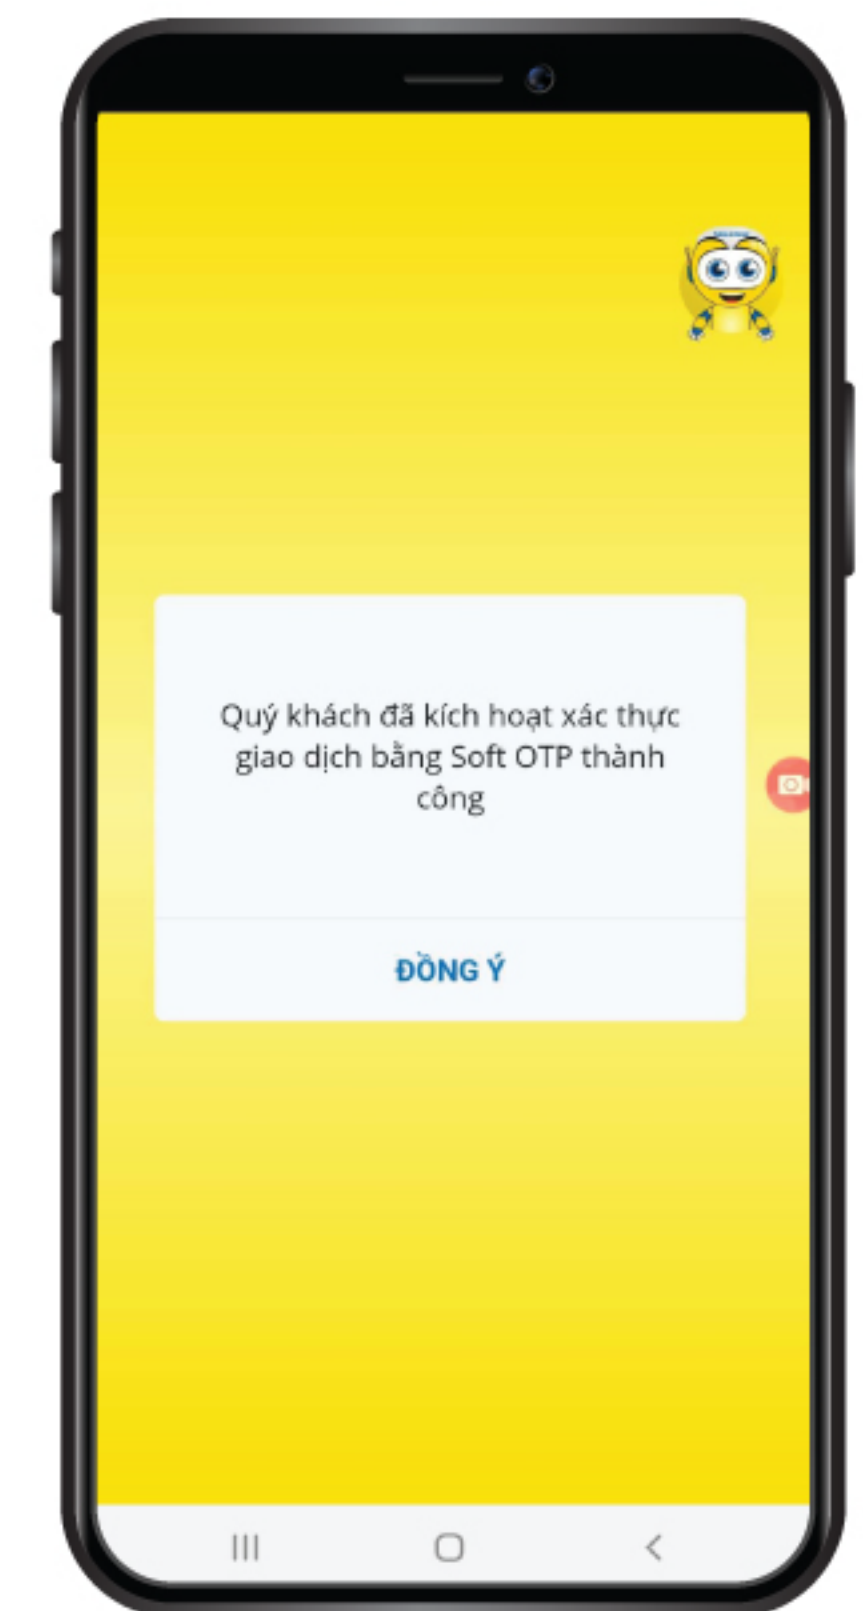 Quý khách đã kích hoạt xác thực
giao dịch bằng Soft OTP thành
công
ĐỒNG Ý